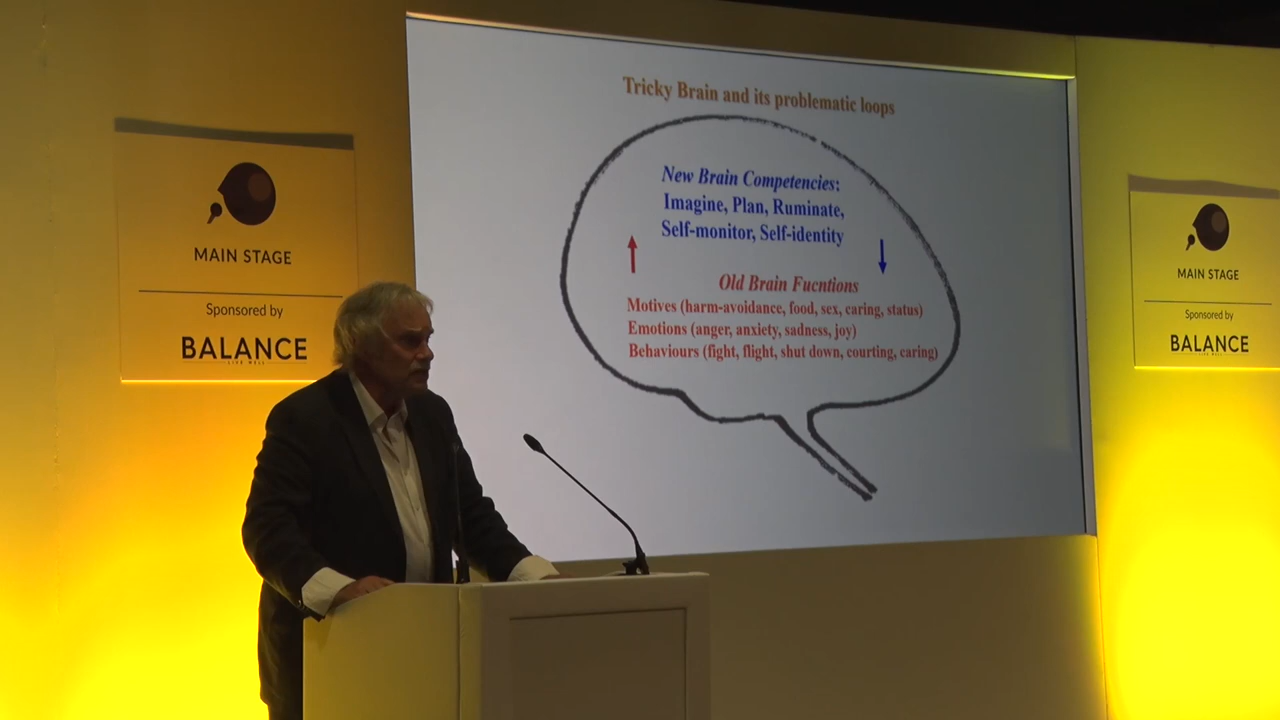 Tricky Brain and its problematic loops
New Brain Competencies:
Imagine, Plan, Ruminate,
Self-monitor, Self-identity
Old Brain Fucntions
Motives (harm-avoidance, food, sex, caring, status)
Emotions (anger, anxiety, sadness, joy)
Behaviours (fight, flight, shut down, courting, caring)
MAIN STAGE
Sponsored by
BALANCE
LIVE WELL
MAIN STAGE
Sponsored by
BALANCE